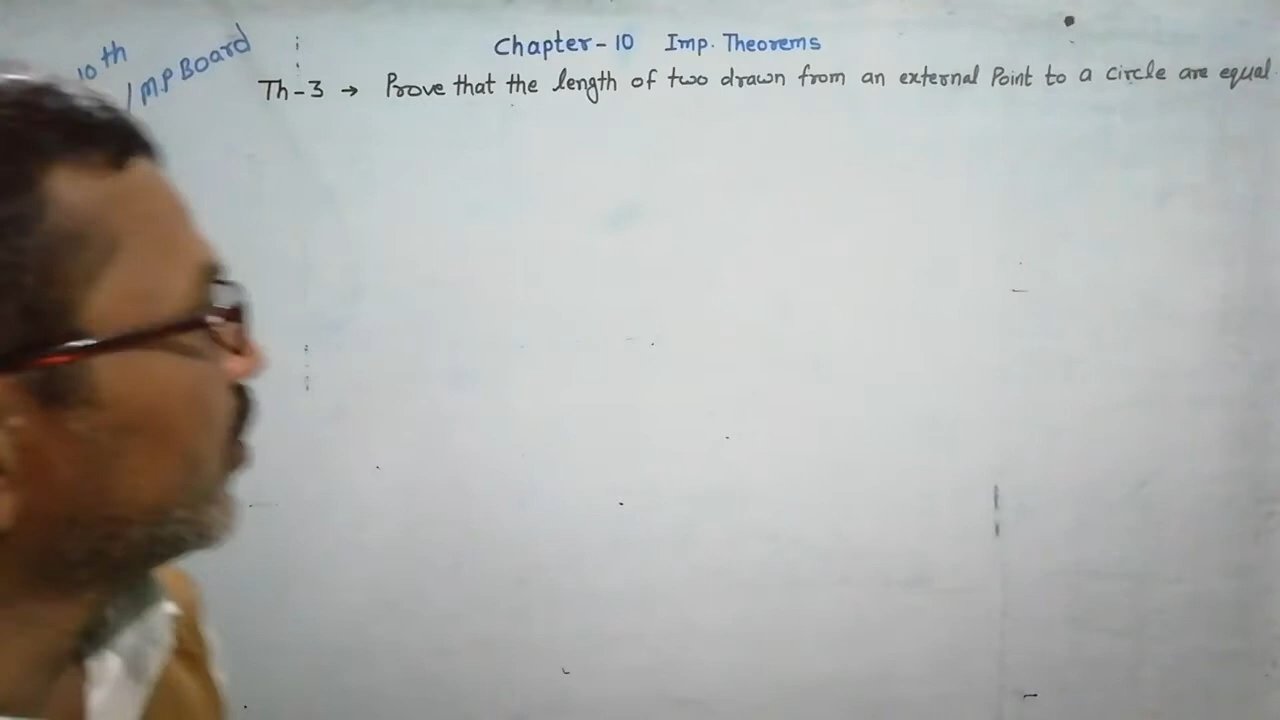 10th
MP Board
Chapter-10 Imp. Theorems
Th-3 → Prove that the length of two drawn from an external Point to a circle are equal.